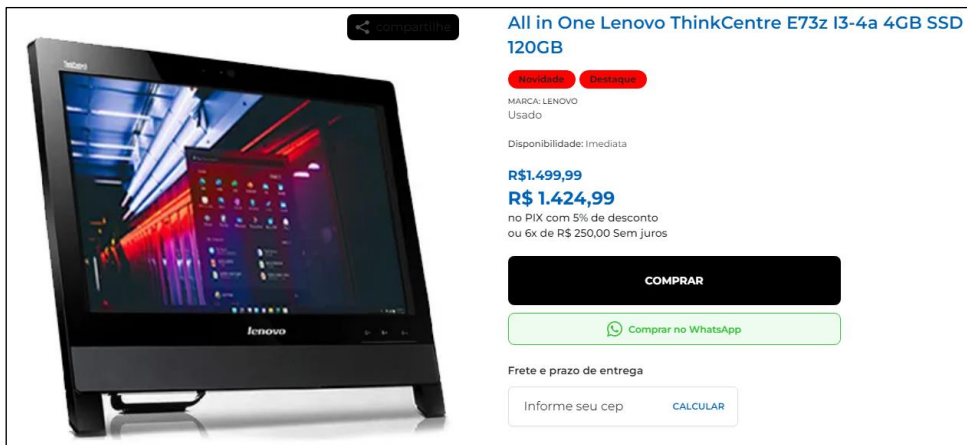 compartilhe
lenovo
All in One Lenovo ThinkCentre E73z I3-4a 4GB SSD
120GB
Novidade Destaque
MARCA: LENOVO
Usado
Disponibilidade: Imediata
R$1.499,99
R$ 1.424,99
no PIX com 5% de desconto
ou 6x de R$ 250,00 Sem juros
COMPRAR
Comprar no WhatsApp
Frete e prazo de entrega
Informe seu cep CALCULAR